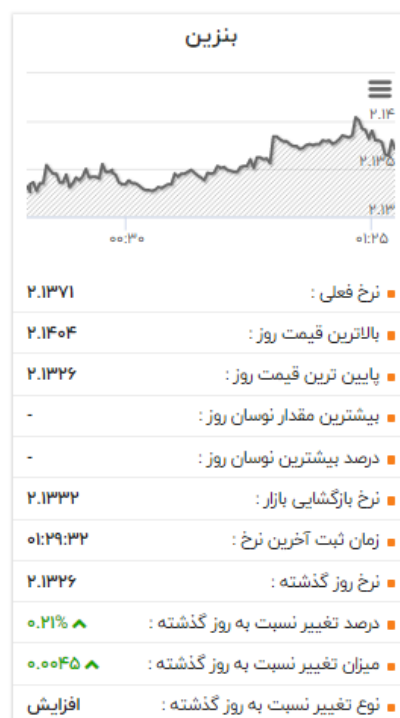 بنزین
۲.۱۴
۲.۱۳۵
۲.۱۳
۰۰:۳۰ ۰۱:۲۵
نرخ فعلی : ۲.۱۳۷۱
بالاترین قیمت روز : ۲.۱۴۰۴
پایین ترین قیمت روز : ۲.۱۳۲۶
بیشترین مقدار نوسان روز : -
درصد بیشترین نوسان روز : -
نرخ بازگشایی بازار : ۲.۱۳۳۲
زمان ثبت آخرین نرخ : ۰۱:۲۹:۳۲
نرخ روز گذشته : ۲.۱۳۲۶
درصد تغییر نسبت به روز گذشته : ۰.۲۱%
میزان تغییر نسبت به روز گذشته : ۰.۰۰۴۵
نوع تغییر نسبت به روز گذشته : افزایش